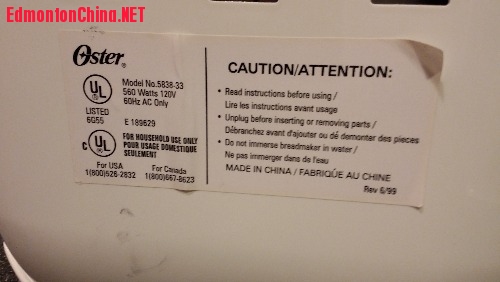 EdmontonChina.NET
Oster®
UL
Model No.5838-33
560 Watts 120V
60Hz AC Only
LISTED
6G55
E 189629
C UL
FOR HOUSEHOLD USE ONLY
POUR USAGE DOMESTIQUE
SEULEMENT
For USA
1(800)526-2832
For Canada
1(800)667-8623
CAUTION/ATTENTION:
• Read instructions before using /
Lire les instructions avant usage
• Unplug before inserting or removing parts /
Débranchez avant d'ajouter ou dé demonter des pieces
• Do not immerse breadmaker in water /
Ne pas immerger dans de l'eau
MADE IN CHINA / FABRIQUÉ AU CHINE
Rev 6/99